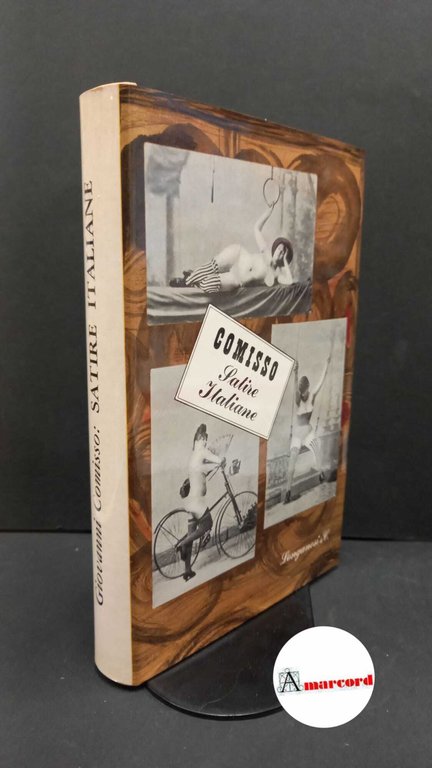 Giovanni Comisso: SATIRE ITALIANE
COMISSO
Satire
Italiane
Longanesi & C.
Amarcord